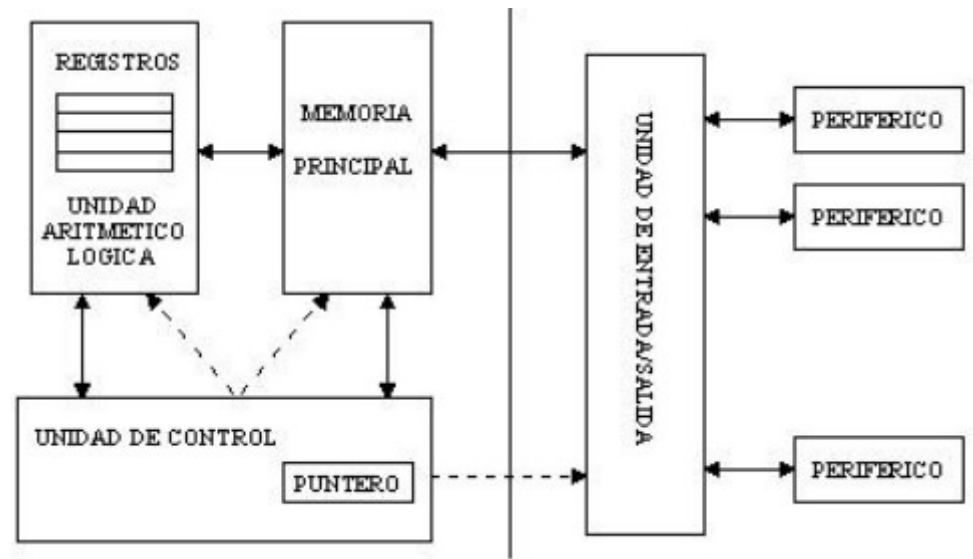 REGISTROS
UNIDAD
ARITMETICO
LOGICA
MEMORIA
PRINCIPAL
UNIDAD DE CONTROL
PUNTERO
UNIDAD DE ENTRADA/SALIDA
PERIFERICO
PERIFERICO
PERIFERICO